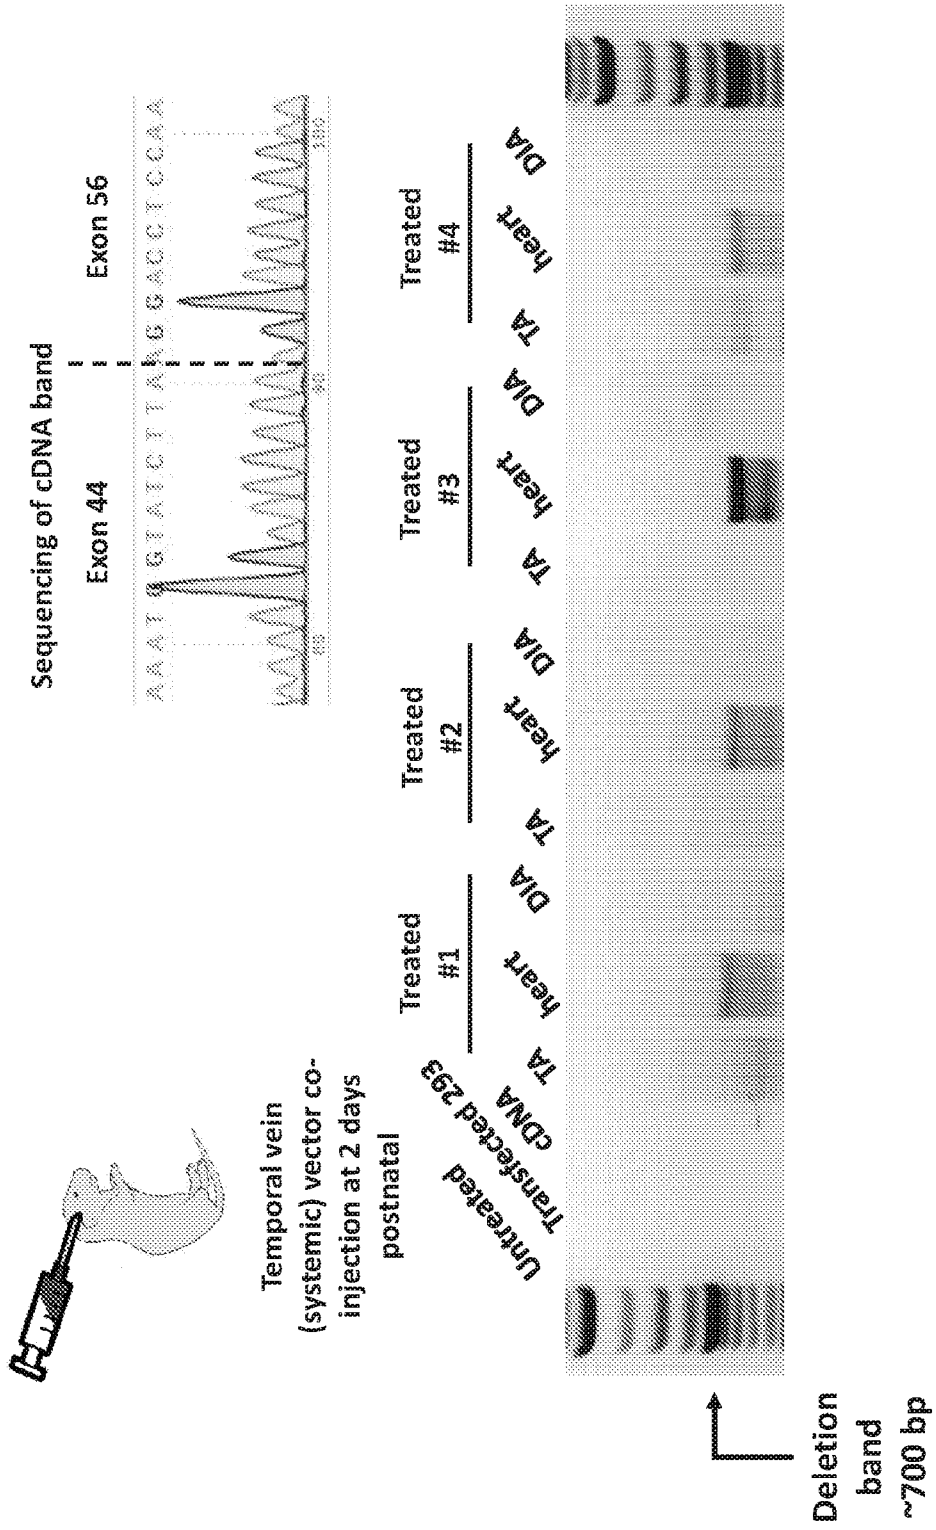 Temporal vein
(systemic) vector co-
injection at 2 days
postnatal
Sequencing of cDNA band
Exon 44
Exon 56
A A A T G G T A T C T T A A G G A C C T C C A A
Treated
#1
Treated
#2
Treated
#3
Treated
#4
Untreated
Transfected 293
cDNA
TA
heart
DIA
TA
heart
DIA
TA
heart
DIA
TA
heart
DIA
Deletion
band
~700 bp